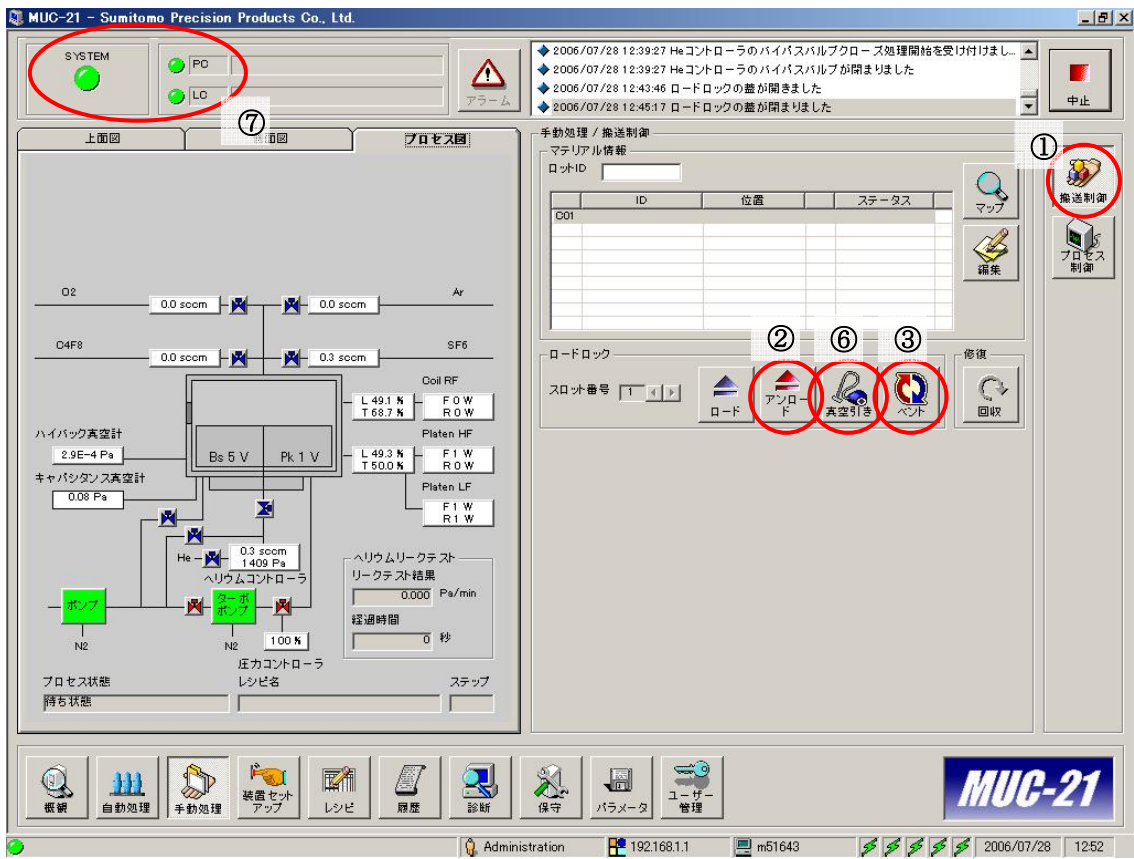 MUC-21 - Sumitomo Precision Products Co., Ltd.
SYSTEM
PC
LC
⑦
アラーム
2006/07/28 12:39:27 Heコントローラのバイパスバルブクローズ処理開始を受け付けまし...
2006/07/28 12:39:27 Heコントローラのバイパスバルブが閉まりました
2006/07/28 12:43:46 ロードロックの蓋が開きました
2006/07/28 12:45:17 ロードロックの蓋が閉まりました
中止
上面図
面図
プロセス図
O2
0.0 sccm
0.0 sccm
Ar
C4F8
0.0 sccm
0.3 sccm
SF6
Coil RF
L 49.1 %
T 68.7 %
F 0 W
R 0 W
ハイバック真空計
2.9E-4 Pa
Bs 5 V
Pk 1 V
Platen HF
L 49.3 %
T 50.0 %
F 1 W
R 0 W
キャパシタンス真空計
0.08 Pa
Platen LF
F 1 W
R 1 W
He
0.3 sccm
1409 Pa
ヘリウムコントローラ
ヘリウムリークテスト
リークテスト結果
0.000 Pa/min
経過時間
0 秒
ポンプ
ターボ
ポンプ
N2
N2
100 %
圧力コントローラ
プロセス状態
レシピ名
ステップ
待ち状態
手動処理 / 搬送制御
マテリアル情報
ロットID
ID
位置
ステータス
C01
マップ
編集
①
搬送制御
プロセス
制御
②
⑥
③
ロードロック
スロット番号
1
ロード
アンロー
ド
真空引き
ベント
修復
回収
概観
自動処理
手動処理
装置セット
アップ
レシピ
履歴
診断
保守
パラメータ
ユーザー
管理
MUC-21
Administration
192.168.1.1
m51643
2006/07/28
12:52